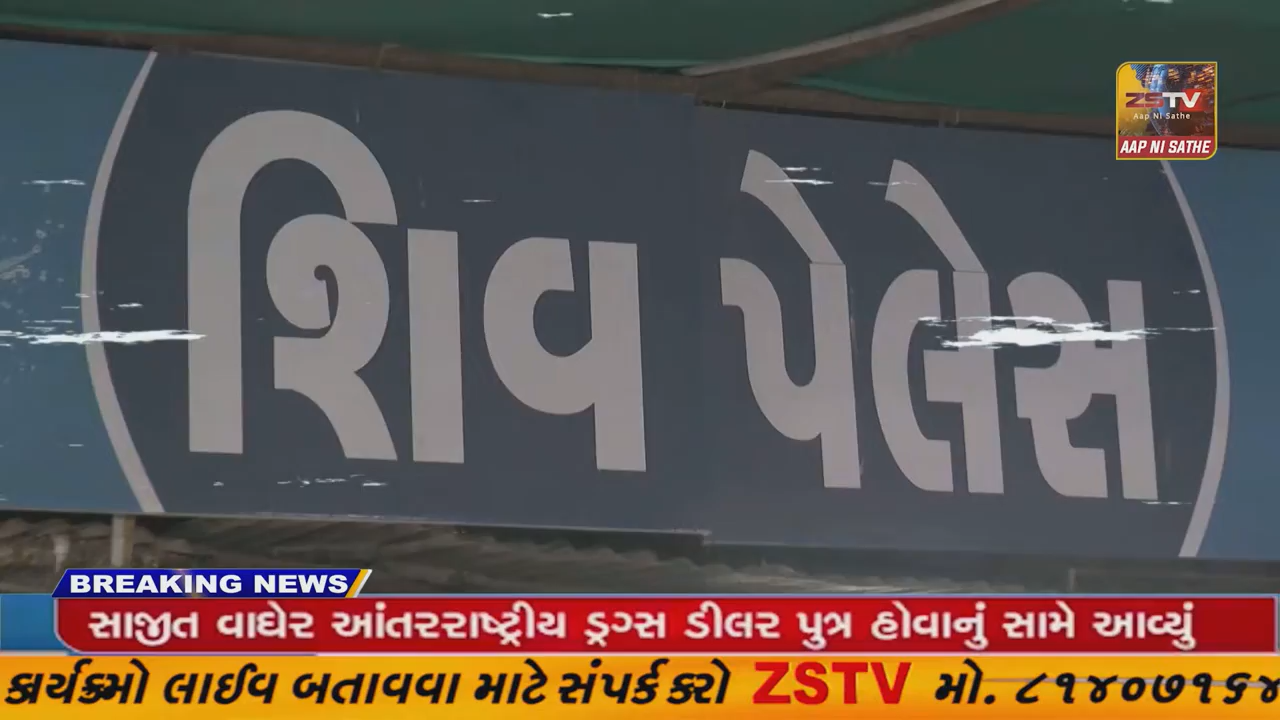 શિવ પેલેસ
ZSTV
Aap Ni Sathe
AAP NI SATHE
BREAKING NEWS
સાજીત વાઘેર આંતરરાષ્ટ્રીય ડ્રગ્સ ડીલર પુત્ર હોવાનું સામે આવ્યું
કાર્યક્રમો લાઈવ બતાવવા માટે સંપર્ક કરો ZSTV મો. ૮૧૪૦૭૧૬૪